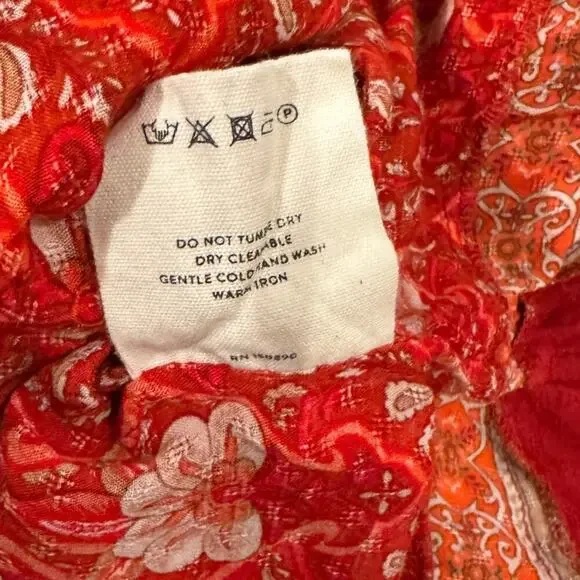 P
DO NOT TUMBLE DRY
DRY CLEANABLE
GENTLE COLD HAND WASH
WARM IRON